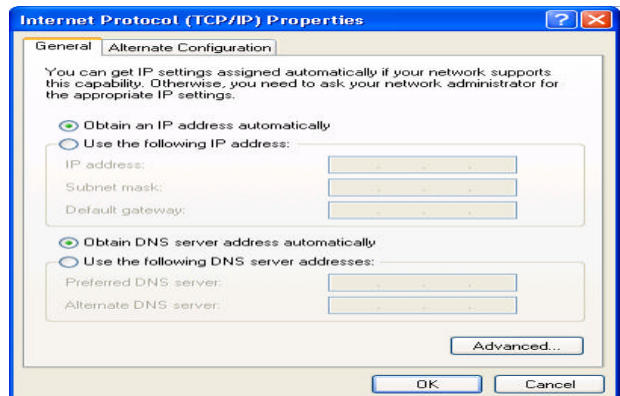 Internet Protocol (TCP/IP) Properties
General
Alternate Configuration
You can get IP settings assigned automatically if your network supports
this capability. Otherwise, you need to ask your network administrator for
the appropriate IP settings.
Obtain an IP address automatically
Use the following IP address:
IP address:
Subnet mask:
Default gateway:
Obtain DNS server address automatically
Use the following DNS server addresses:
Preferred DNS server:
Alternate DNS server:
Advanced...
OK
Cancel